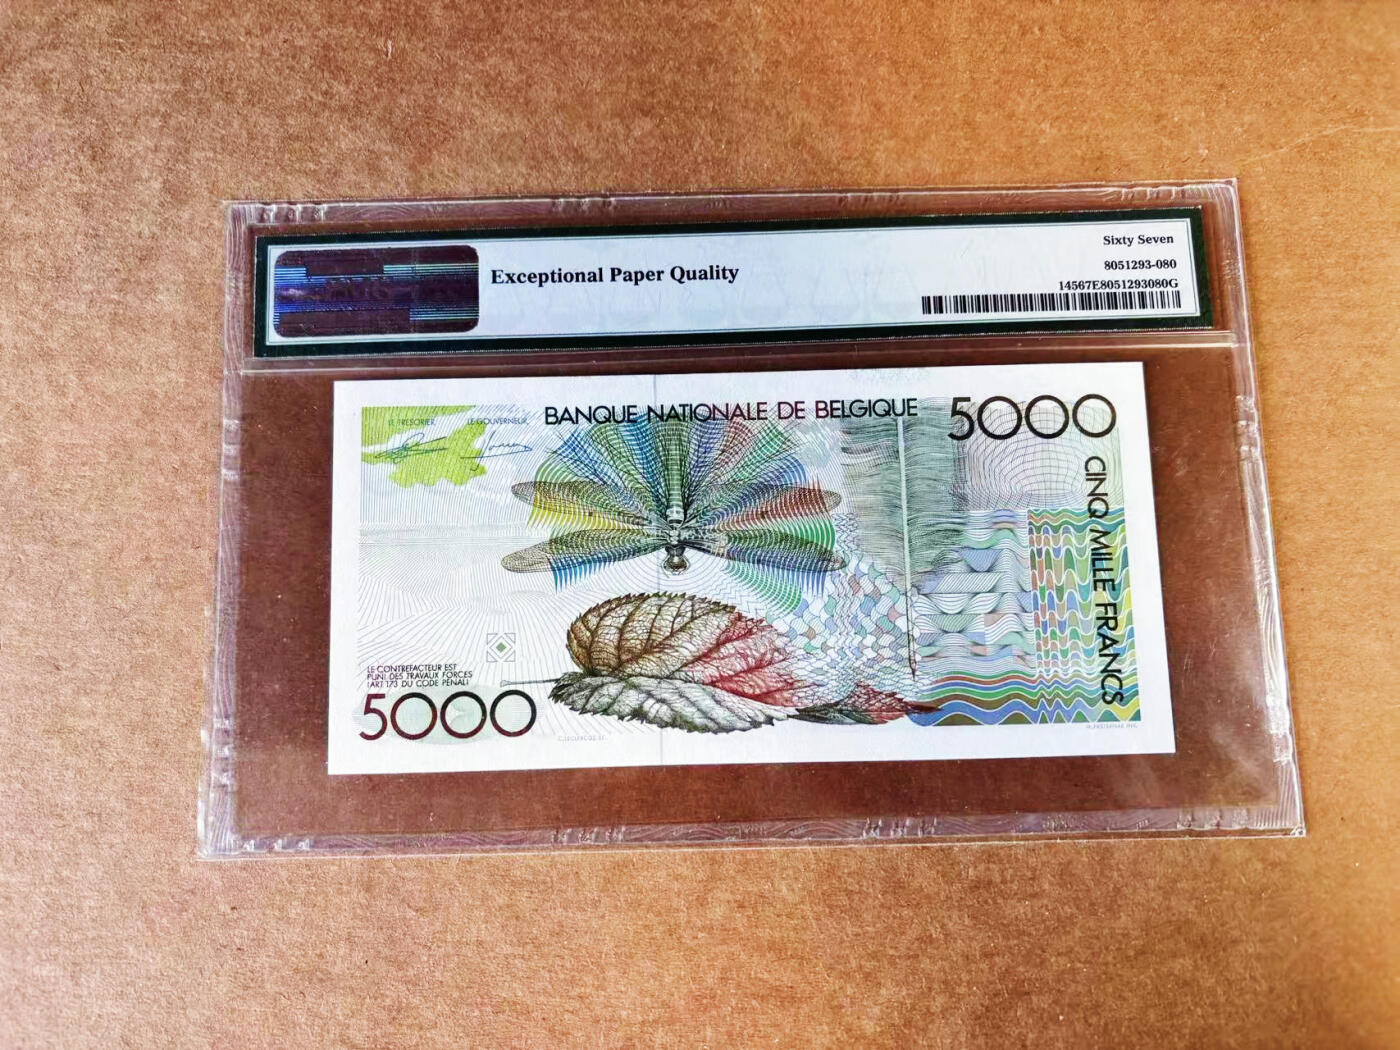 Exceptional Paper Quality
Sixty Seven
8051293-080
14567E8051293080G
LE TRESORIER,
LE GOUVERNEUR,
BANQUE NATIONALE DE BELGIQUE
5000
CINQ MILLE FRANCS
LE CONTREFACTEUR EST
PUNI DES TRAVAUX FORCES
(ART 173 DU CODE PENAL)
5000